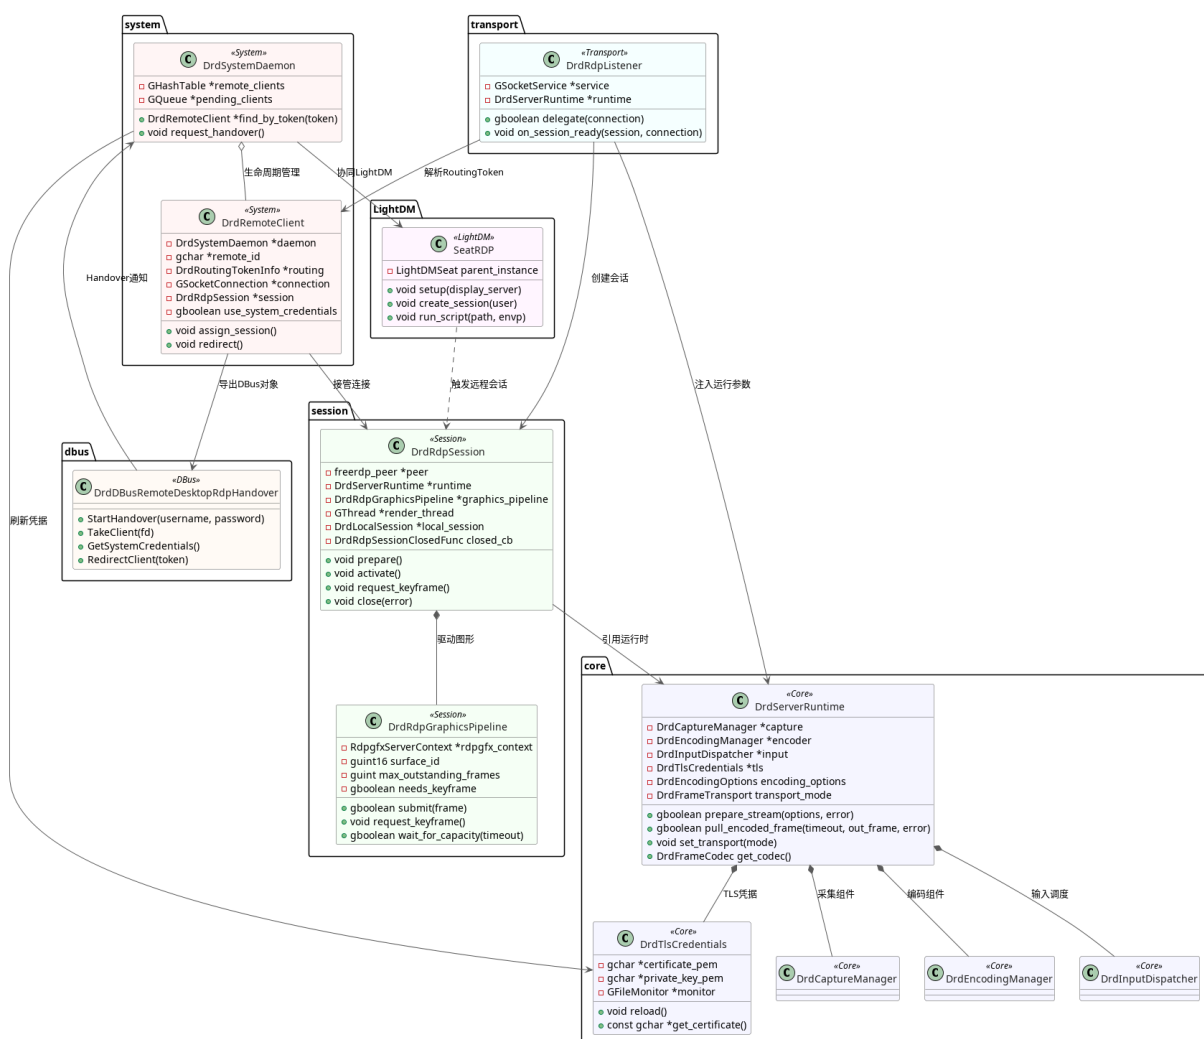 system
«System»
C
DrdSystemDaemon
GHashTable *remote_clients
GQueue *pending_clients
DrdRemoteClient *find_by_token(token)
void request_handover()
transport
«Transport»
C
DrdRdpListener
GSocketService *service
DrdServerRuntime *runtime
gboolean delegate(connection)
void on_session_ready(session, connection)
生命周期管理
协同LightDM
解析RoutingToken
«System»
C
DrdRemoteClient
DrdSystemDaemon *daemon
gchar *remote_id
DrdRoutingTokenInfo *routing
GSocketConnection *connection
DrdRdpSession *session
gboolean use_system_credentials
void assign_session()
void redirect()
LightDM
«LightDM»
C
SeatRDP
LightDMSeat parent_instance
void setup(display_server)
void create_session(user)
void run_script(path, envp)
Handover通知
创建会话
导出DBus对象
接管连接
触发远程会话
注入运行参数
dbus
«DBus»
C
DrdDBusRemoteDesktopRdpHandover
StartHandover(username, password)
TakeClient(fd)
GetSystemCredentials()
RedirectClient(token)
刷新凭据
session
«Session»
C
DrdRdpSession
freerdp_peer *peer
DrdServerRuntime *runtime
DrdRdpGraphicsPipeline *graphics_pipeline
GThread *render_thread
DrdLocalSession *local_session
DrdRdpSessionClosedFunc closed_cb
void prepare()
void activate()
void request_keyframe()
void close(error)
驱动图形
引用运行时
«Session»
C
DrdRdpGraphicsPipeline
RdpgfxServerContext *rdpgfx_context
guint16 surface_id
guint max_outstanding_frames
gboolean needs_keyframe
gboolean submit(frame)
void request_keyframe()
gboolean wait_for_capacity(timeout)
core
«Core»
C
DrdServerRuntime
DrdCaptureManager *capture
DrdEncodingManager *encoder
DrdInputDispatcher *input
DrdTlsCredentials *tls
DrdEncodingOptions encoding_options
DrdFrameTransport transport_mode
gboolean prepare_stream(options, error)
gboolean pull_encoded_frame(timeout, out_frame, error)
void set_transport(mode)
DrdFrameCodec get_codec()
TLS凭据
采集组件
编码组件
输入调度
«Core»
C
DrdTlsCredentials
gchar *certificate_pem
gchar *private_key_pem
GFileMonitor *monitor
void reload()
const gchar *get_certificate()
«Core»
C
DrdCaptureManager
«Core»
C
DrdEncodingManager
«Core»
C
DrdInputDispatcher